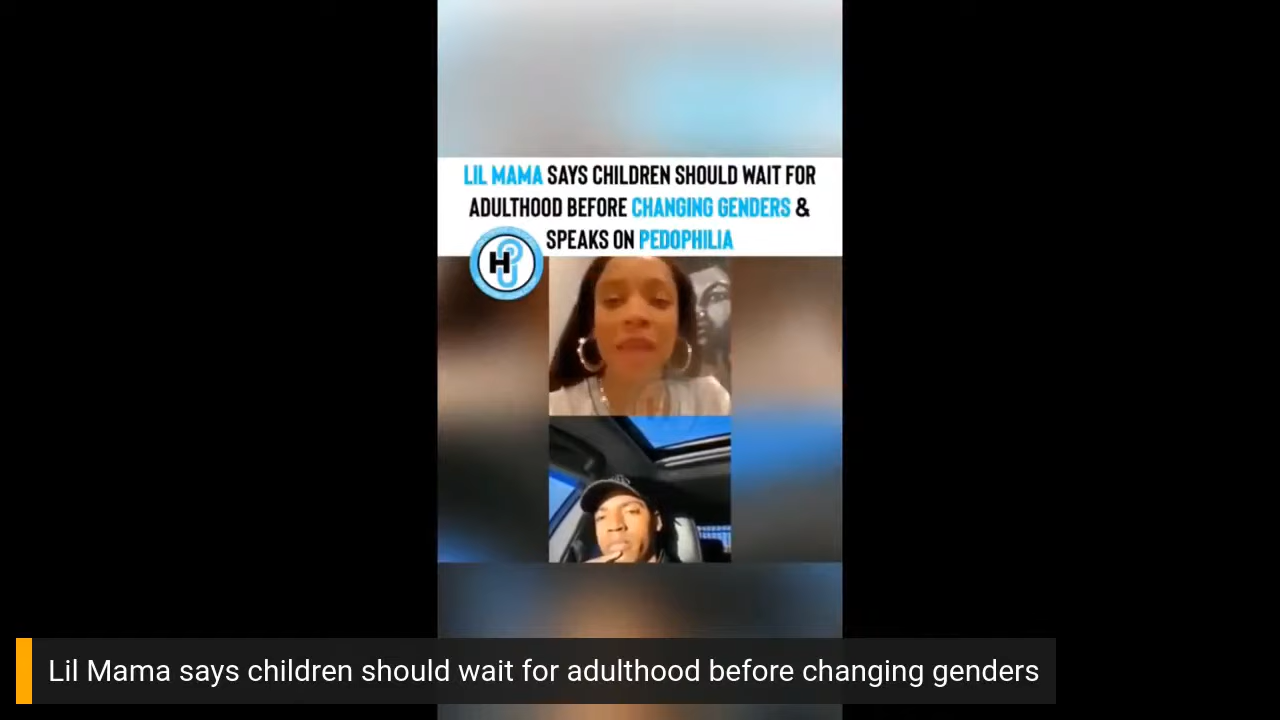 LIL MAMA SAYS CHILDREN SHOULD WAIT FOR
ADULTHOOD BEFORE CHANGING GENDERS &
SPEAKS ON PEDOPHILIA
H
Lil Mama says children should wait for adulthood before changing genders